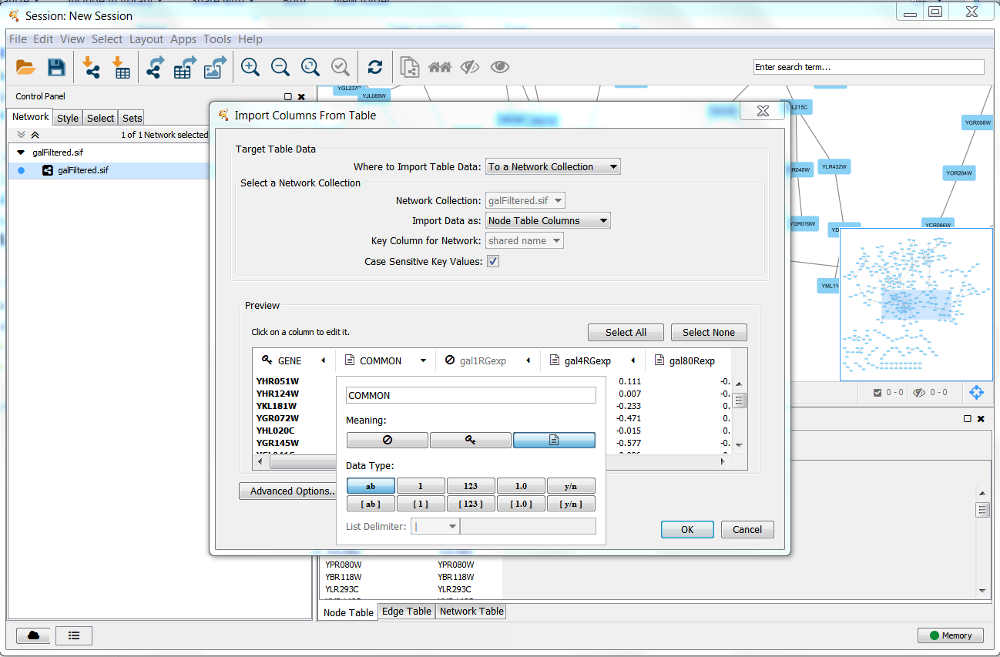 Session: New Session
File Edit View Select Layout Apps Tools Help
Enter search term...
Control Panel
Network Style Select Sets
1 of 1 Network selected
galFiltered.sif
galFiltered.sif
YGL237C
YJL089W
L215C
YGR058W
R040W
YLR432W
YOR264W
YGR019W
YD
YCR086W
YML11
Import Columns From Table
Target Table Data
Where to Import Table Data: To a Network Collection
Select a Network Collection
Network Collection: galFiltered.sif
Import Data as: Node Table Columns
Key Column for Network: shared name
Case Sensitive Key Values:
Preview
Click on a column to edit it.
Select All Select None
GENE COMMON gal1RGexp gal4RGexp gal80Rexp
YHR051W 0.111 -0.
YHR124W 0.007 -0.
YKL181W -0.233 0.
YGR072W -0.471 0.
YHL020C -0.015 0.
YGR145W -0.577 -0.
COMMON
Meaning:
Data Type:
ab 1 123 1.0 y/n
[ ab ] [ 1 ] [ 123 ] [ 1.0 ] [ y/n ]
List Delimiter: |
Advanced Options..
OK Cancel
0 - 0 0 - 0
YPR080W YPR080W
YBR118W YBR118W
YLR293C YLR293C
Node Table Edge Table Network Table
Memory